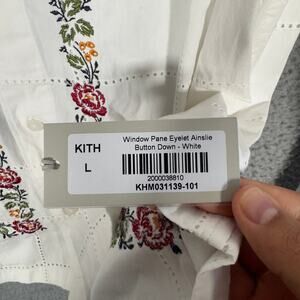 KITH
L
Window Pane Eyelet Ainslie
Button Down - White
2000038810
KHM031139-101